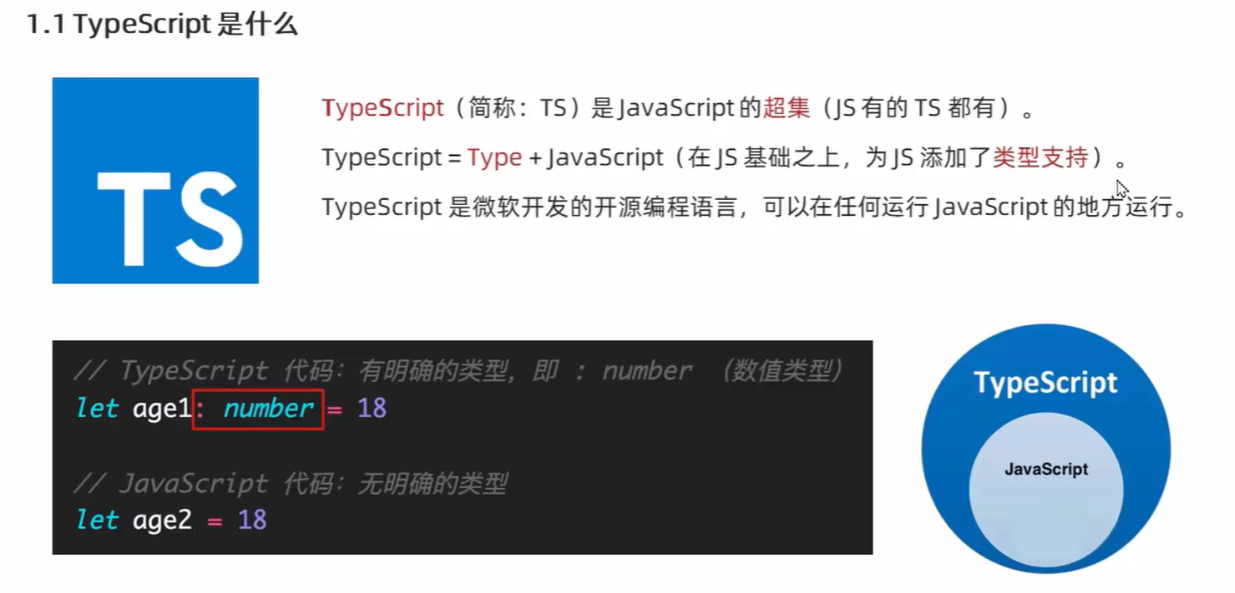 1.1 TypeScript 是什么
TS
TypeScript（简称：TS）是 JavaScript 的超集（JS 有的 TS 都有）。
TypeScript = Type + JavaScript（在 JS 基础之上，为 JS 添加了类型支持）。
TypeScript 是微软开发的开源编程语言，可以在任何运行 JavaScript 的地方运行。
// TypeScript 代码：有明确的类型，即 : number （数值类型）
let age1: number = 18
// JavaScript 代码：无明确的类型
let age2 = 18
TypeScript
JavaScript